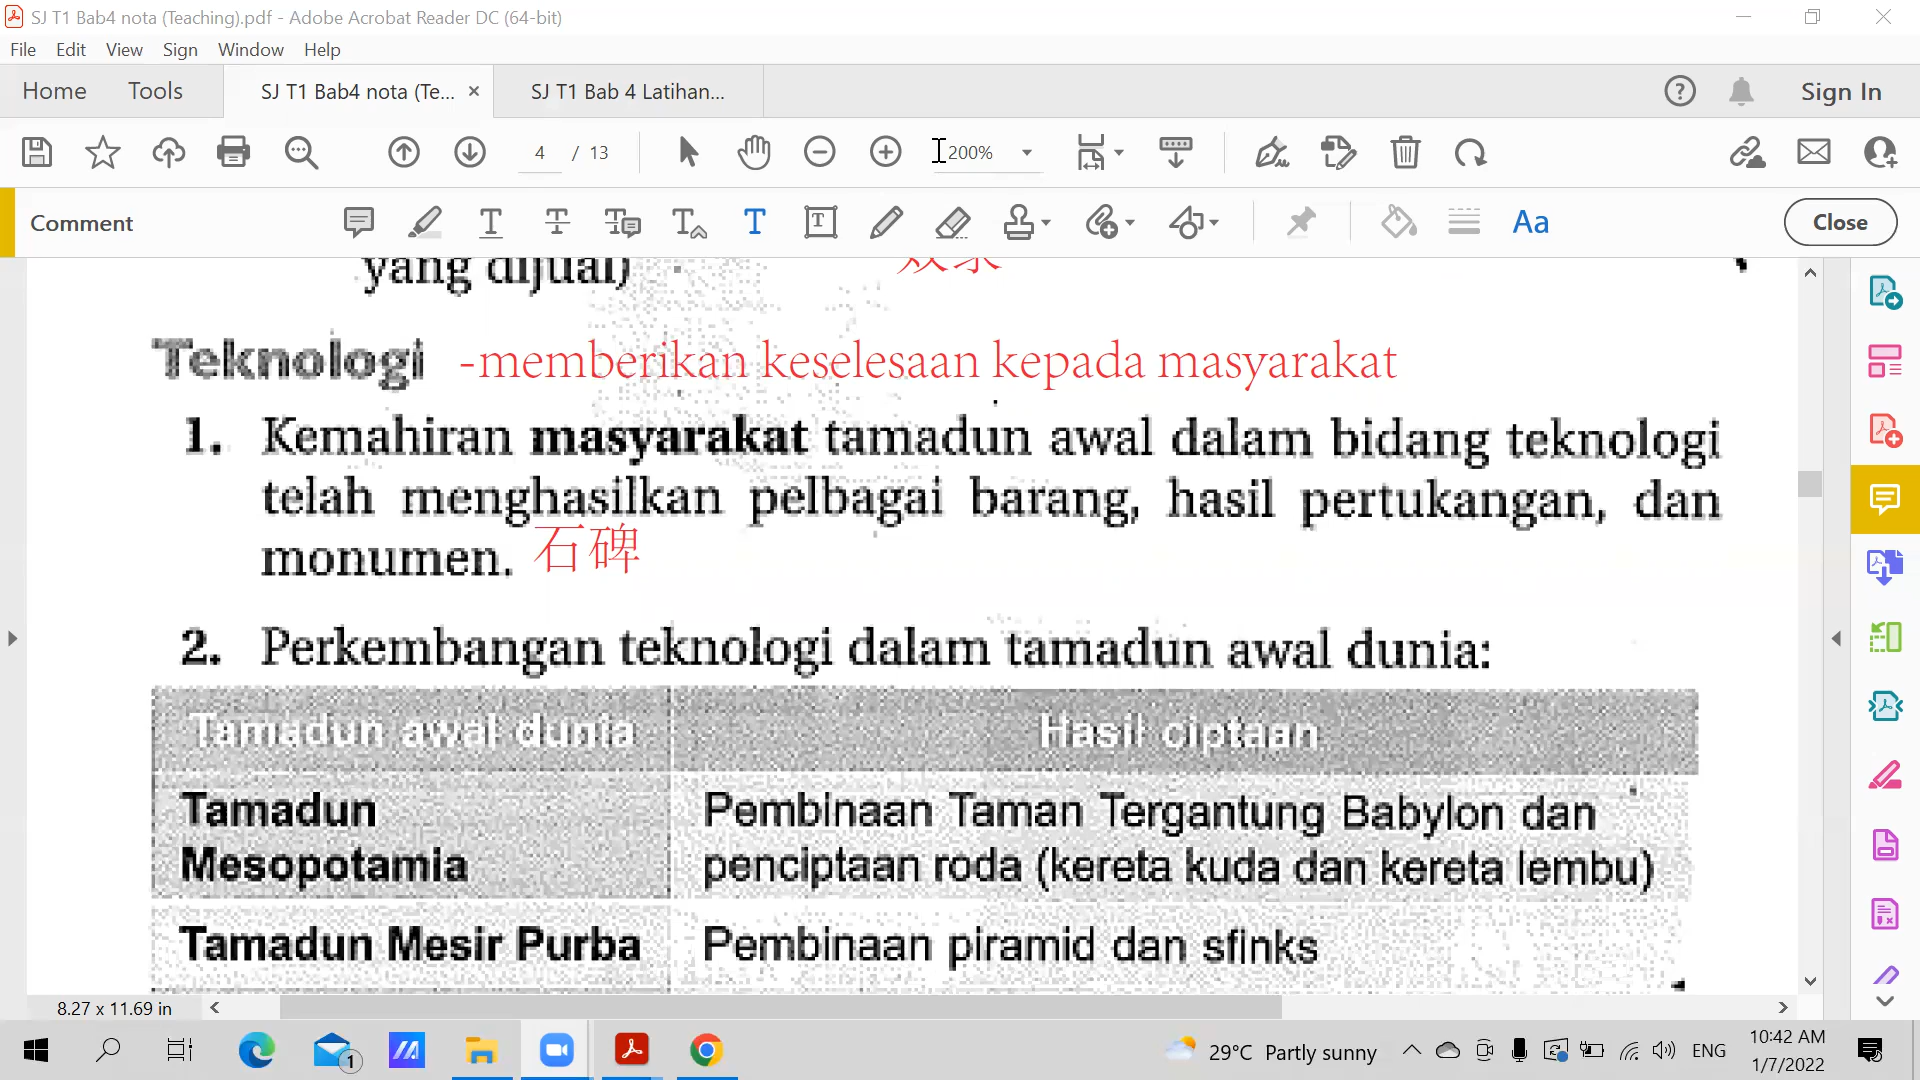 SJ T1 Bab4 nota (Teaching).pdf - Adobe Acrobat Reader DC (64-bit)
File Edit View Sign Window Help
Home Tools SJ T1 Bab4 nota (Te... × SJ T1 Bab 4 Latihan... Sign In
4 / 13 200%
Comment Close
yang dijual)
Teknologi -memberikan keselesaan kepada masyarakat
1. Kemahiran masyarakat tamadun awal dalam bidang teknologi
telah menghasilkan pelbagai barang, hasil pertukangan, dan
monumen. 石碑
2. Perkembangan teknologi dalam tamadun awal dunia:
Tamadun awal dunia Hasil ciptaan
Tamadun Pembinaan Taman Tergantung Babylon dan
Mesopotamia penciptaan roda (kereta kuda dan kereta lembu)
Tamadun Mesir Purba Pembinaan piramid dan sfinks
8.27 x 11.69 in
1 29°C Partly sunny ENG 10:42 AM
1/7/2022